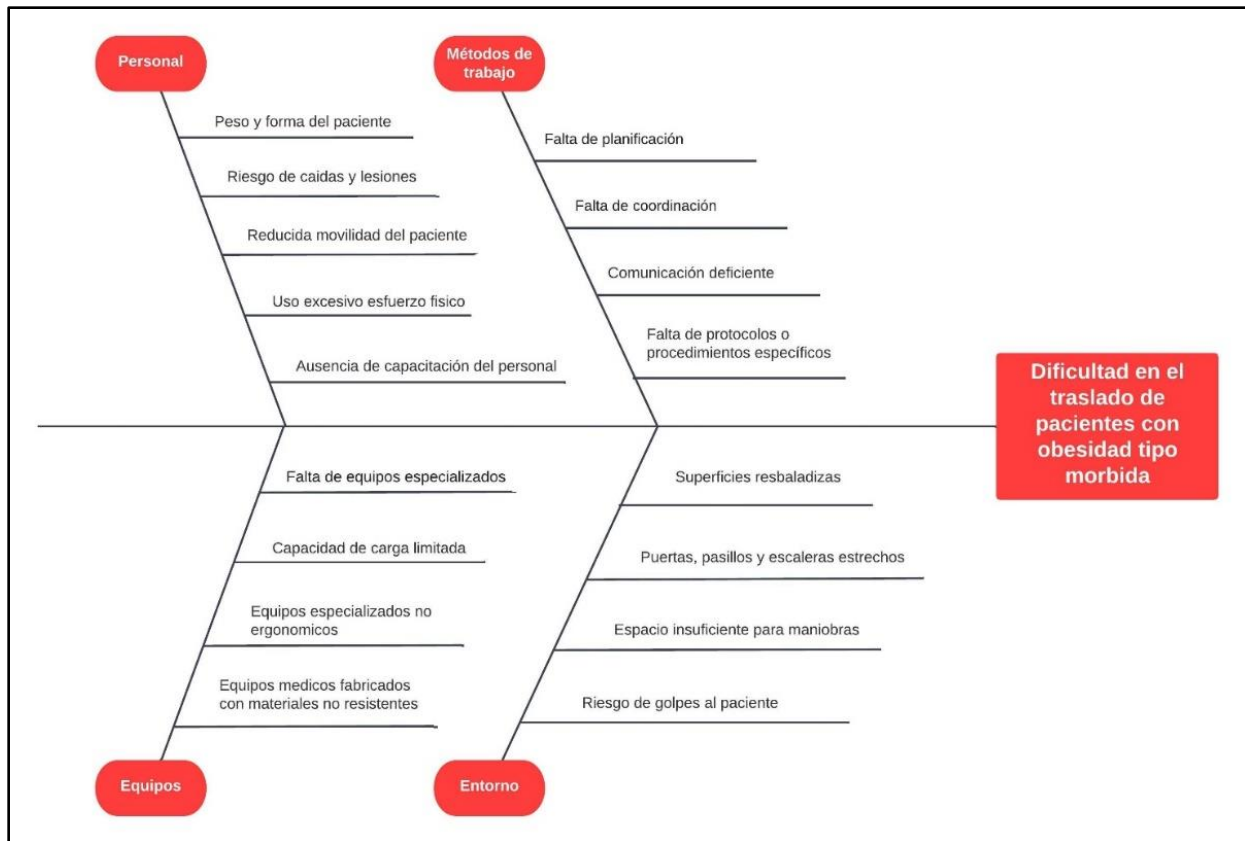 Personal
Métodos de
trabajo
Peso y forma del paciente
Riesgo de caidas y lesiones
Reducida movilidad del paciente
Uso excesivo esfuerzo fisico
Ausencia de capacitación del personal
Falta de planificación
Falta de coordinación
Comunicación deficiente
Falta de protocolos o
procedimientos específicos
Dificultad en el
traslado de
pacientes con
obesidad tipo
morbida
Falta de equipos especializados
Capacidad de carga limitada
Equipos especializados no
ergonomicos
Equipos medicos fabricados
con materiales no resistentes
Superficies resbaladizas
Puertas, pasillos y escaleras estrechos
Espacio insuficiente para maniobras
Riesgo de golpes al paciente
Equipos
Entorno